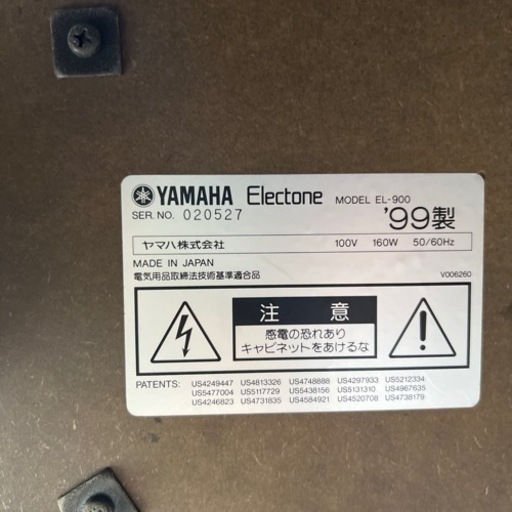 YAMAHA Electone MODEL EL-900
SER. NO. 020527 '99製
ヤマハ株式会社 100V 160W 50/60Hz
MADE IN JAPAN
電気用品取締法技術基準適合品 V006260
注 意
感電の恐れあり
キャビネットをあけるな
PATENTS: US4249447 US4813326 US4748888 US4297933 US5212334
US5477004 US5117729 US5438156 US5131310 US4967635
US4246823 US4731835 US4584921 US4520708 US4738179